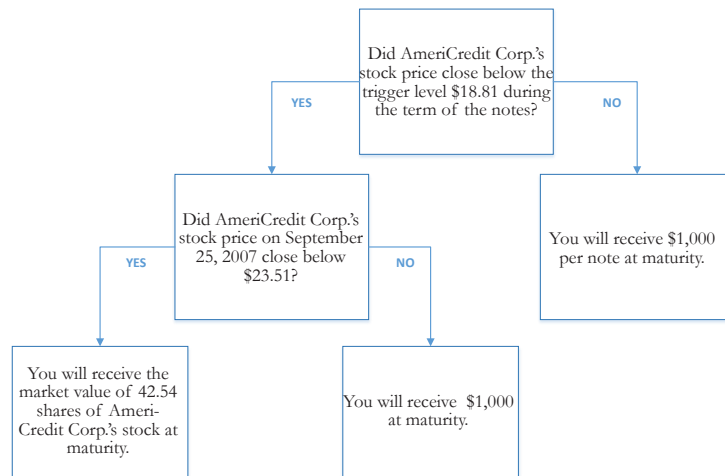 Did AmeriCredit Corp.'s
stock price close below the
trigger level $18.81 during
the term of the notes?
YES
NO
Did AmeriCredit Corp.'s
stock price on September
25, 2007 close below
$23.51?
You will receive $1,000
per note at maturity.
YES
NO
You will receive the
market value of 42.54
shares of Ameri-
Credit Corp.'s stock at
maturity.
You will receive $1,000
at maturity.